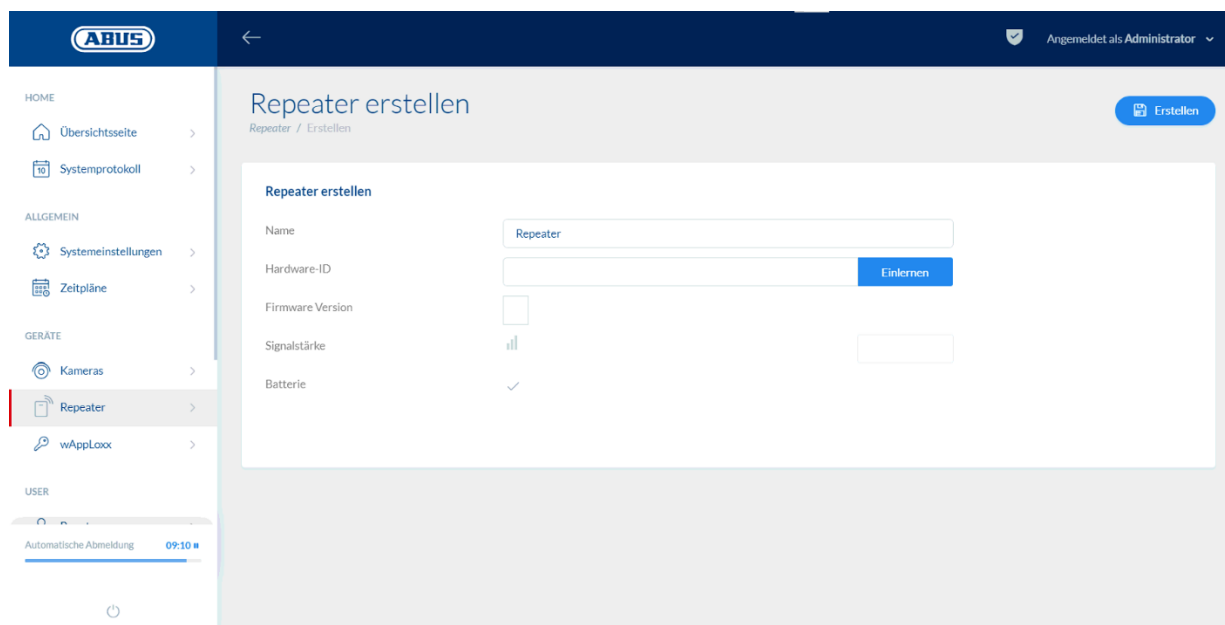 ABUS
Angemeldet als Administrator
HOME
Übersichtsseite
10 Systemprotokoll
ALLGEMEIN
Systemeinstellungen
Zeitpläne
GERÄTE
Kameras
Repeater
wAppLoxx
USER
Automatische Abmeldung 09:10
Repeater erstellen
Repeater / Erstellen
Erstellen
Repeater erstellen
Name Repeater
Hardware-ID Einlernen
Firmware Version
Signalstärke
Batterie